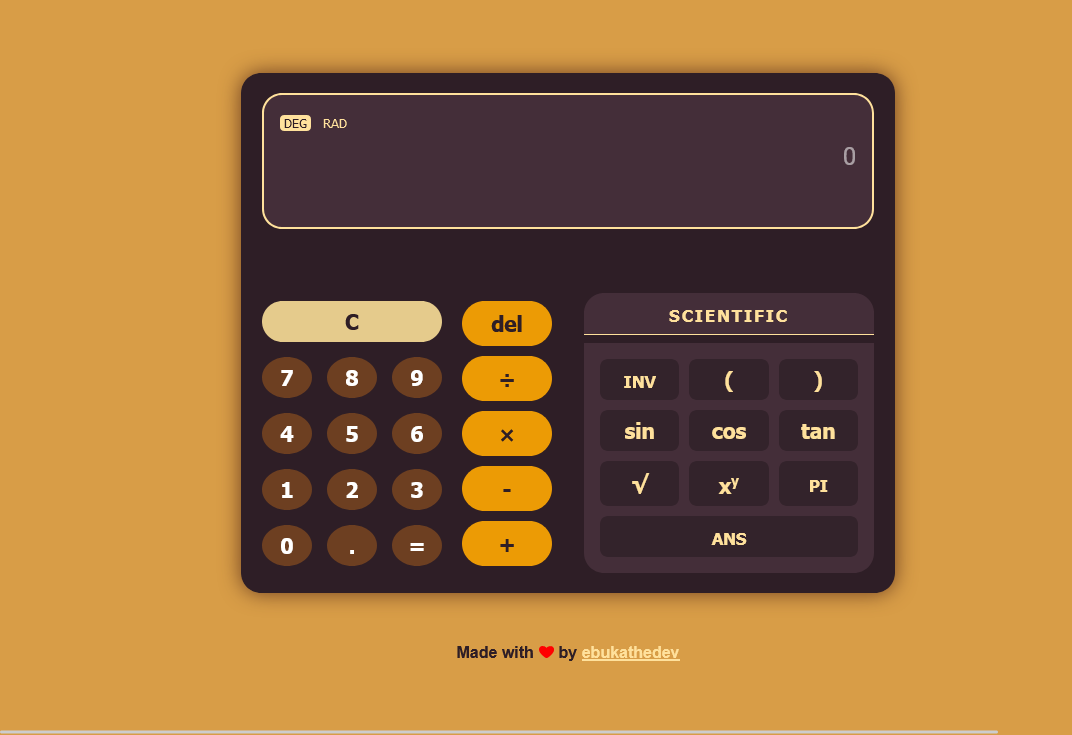 DEG RAD
0
C del
SCIENTIFIC
7 8 9 ÷
INV ( )
4 5 6 ×
sin cos tan
1 2 3 -
√ xʸ PI
0 . = +
ANS
Made with ❤ by ebukathedev